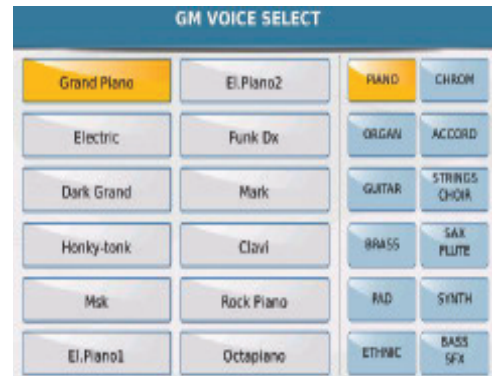 GM VOICE SELECT
Grand Piano
El.Piano2
PIANO
CHROM
Electric
Funk Dx
ORGAN
ACCORD
Dark Grand
Mark
GUITAR
STRINGS
CHOIR
Honky-tonk
Clavi
BRASS
SAX
FLUTE
Msk
Rock Piano
PAD
SYNTH
El.Piano1
Octapiano
ETHNIC
BASS
SFX